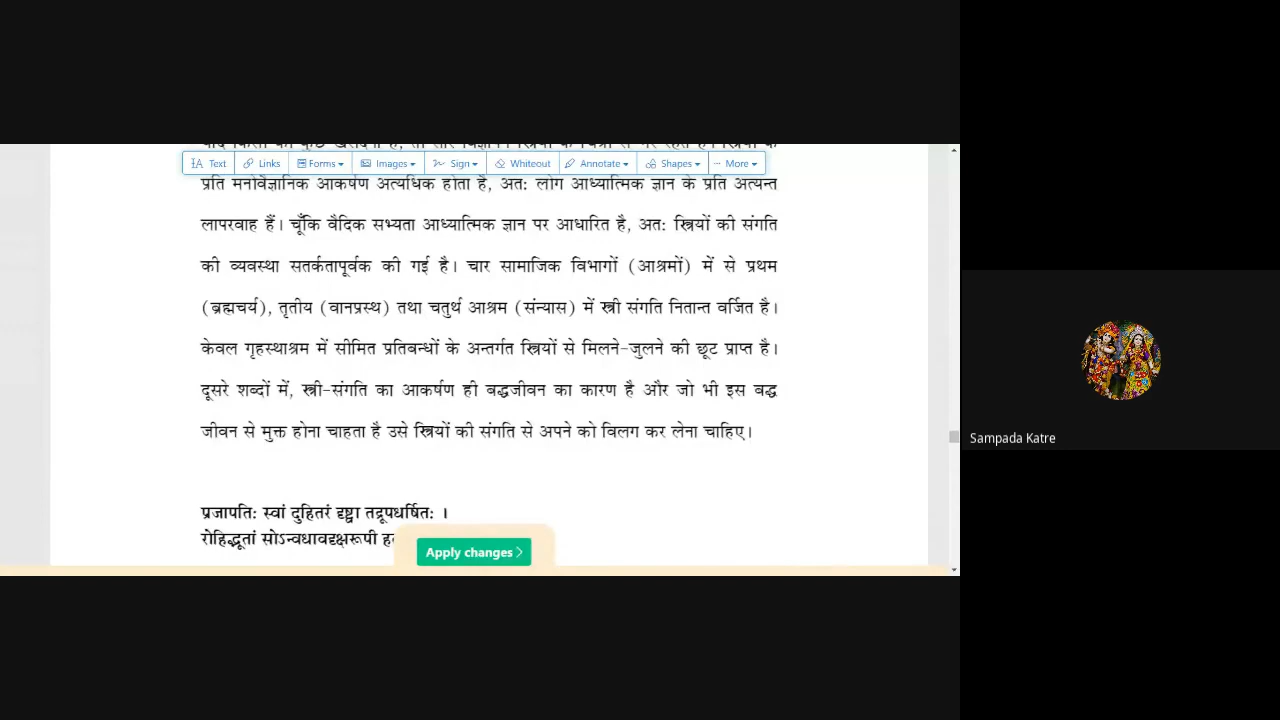 Text Links Forms Images Sign Whiteout Annotate Shapes More
प्रति मनोवैज्ञानिक आकर्षण अत्यधिक होता है, अतः लोग आध्यात्मिक ज्ञान के प्रति अत्यन्त
लापरवाह हैं। चूँकि वैदिक सभ्यता आध्यात्मिक ज्ञान पर आधारित है, अतः स्त्रियों की संगति
की व्यवस्था सतर्कतापूर्वक की गई है। चार सामाजिक विभागों (आश्रमों) में से प्रथम
(ब्रह्मचर्य), तृतीय (वानप्रस्थ) तथा चतुर्थ आश्रम (संन्यास) में स्त्री संगति नितान्त वर्जित है।
केवल गृहस्थाश्रम में सीमित प्रतिबन्धों के अन्तर्गत स्त्रियों से मिलने-जुलने की छूट प्राप्त है।
दूसरे शब्दों में, स्त्री-संगति का आकर्षण ही बद्धजीवन का कारण है और जो भी इस बद्ध
जीवन से मुक्त होना चाहता है उसे स्त्रियों की संगति से अपने को विलग कर लेना चाहिए।
प्रजापतिः स्वां दुहितरं दृष्ट्वा तद्रूपधर्षितः ।
रोहिद्भूतां सोऽन्वधावदृक्षरूपी
Apply changes
Sampada Katre